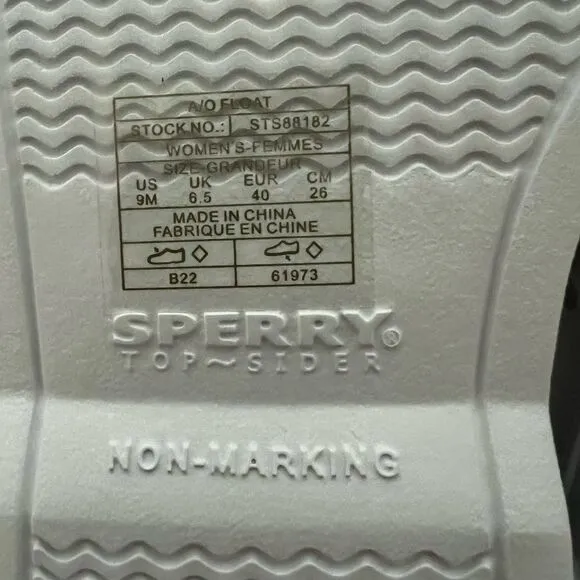 A/O FLOAT
STOCK NO.: STS88182
WOMEN'S-FEMMES
SIZE-GRANDEUR
US UK EUR CM
9M 6.5 40 26
MADE IN CHINA
FABRIQUE EN CHINE
B22 61973
SPERRY®
TOP~SIDER
NON-MARKING